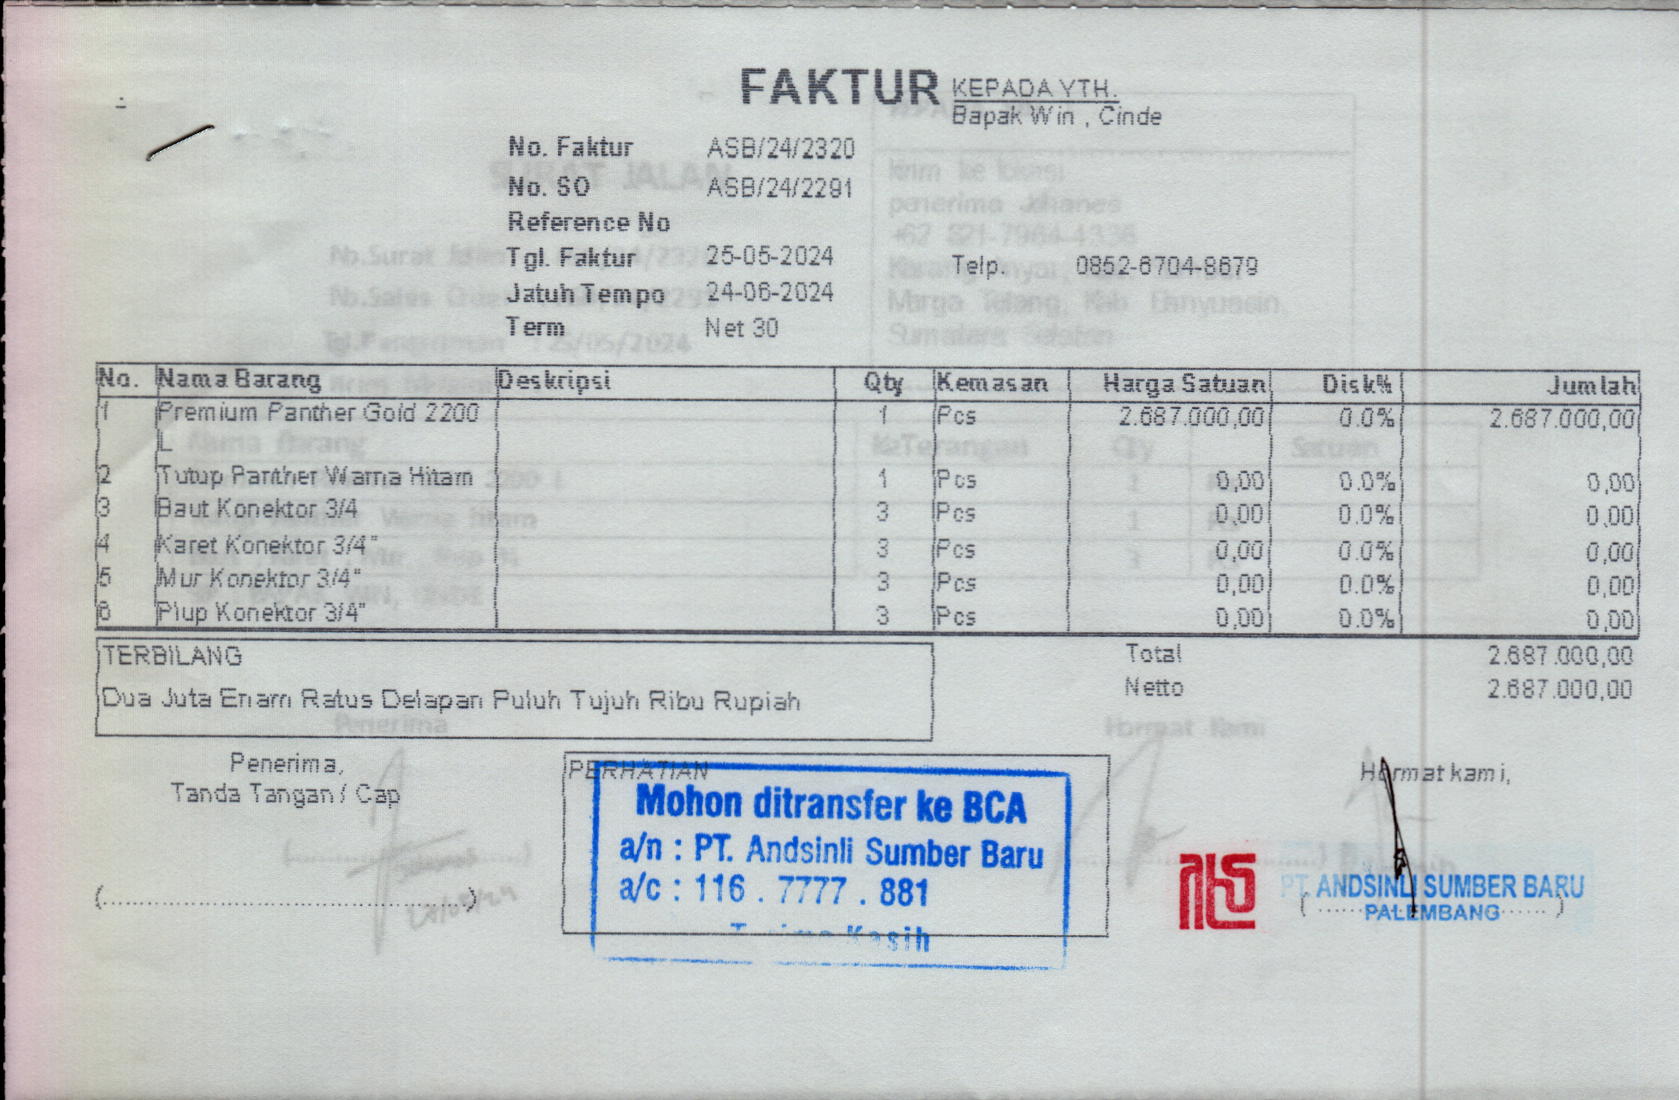 FAKTUR
KEPADA YTH.
Bapak Win , Cinde
No. Faktur ASB/24/2320
No. SO ASB/24/2291
Reference No
Tgl. Faktur 25-05-2024
Telp. 0852-6704-8679
Jatuh Tempo 24-06-2024
Term Net 30
No. Nama Barang Deskripsi Qty Kemasan Harga Satuan Disk% Jumlah
1 Premium Panther Gold 2200 1 Pcs 2.687.000,00 0.0% 2.687.000,00
L
2 Tutup Panther Warna Hitam 1 Pcs 0,00 0.0% 0,00
3 Baut Konektor 3/4 3 Pcs 0,00 0.0% 0,00
4 Karet Konektor 3/4" 3 Pcs 0,00 0.0% 0,00
5 Mur Konektor 3/4" 3 Pcs 0,00 0.0% 0,00
6 Plup Konektor 3/4" 3 Pcs 0,00 0.0% 0,00
TERBILANG
Dua Juta Enam Ratus Delapan Puluh Tujuh Ribu Rupiah
Total 2.687.000,00
Netto 2.687.000,00
Penerima,
Tanda Tangan / Cap
PERHATIAN
Mohon ditransfer ke BCA
a/n : PT. Andsinli Sumber Baru
a/c : 116 . 7777 . 881
Terima Kasih
Hormat kami,
PT. ANDSINLI SUMBER BARU
PALEMBANG